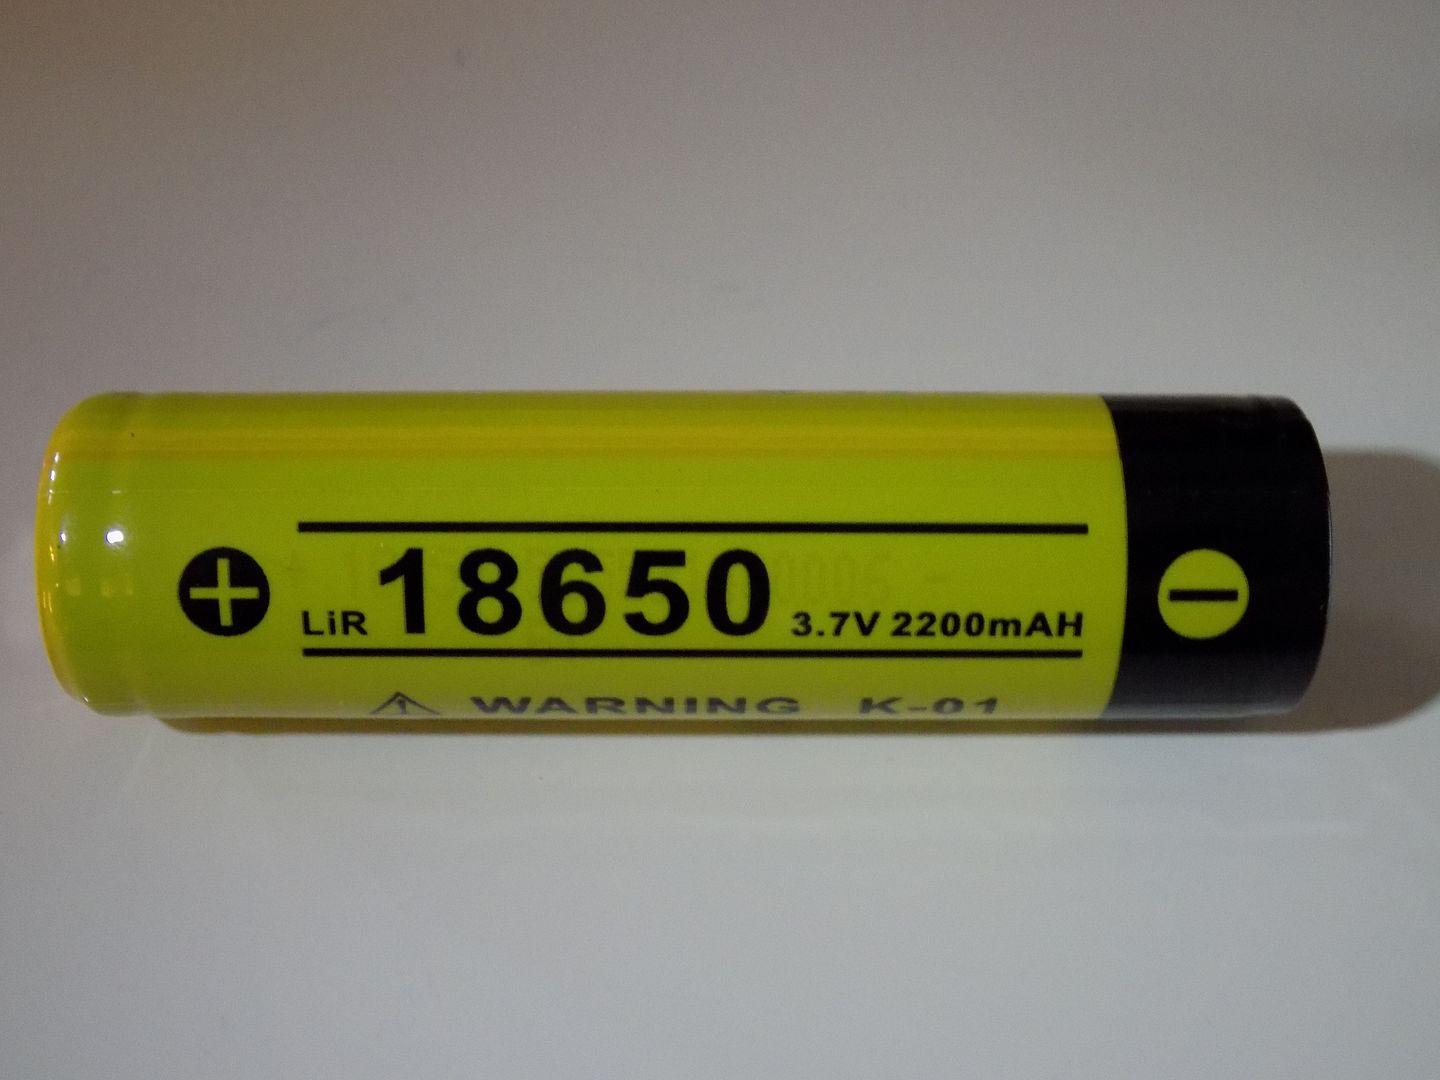 LiR 18650 3.7V 2200mAH
WARNING K-01